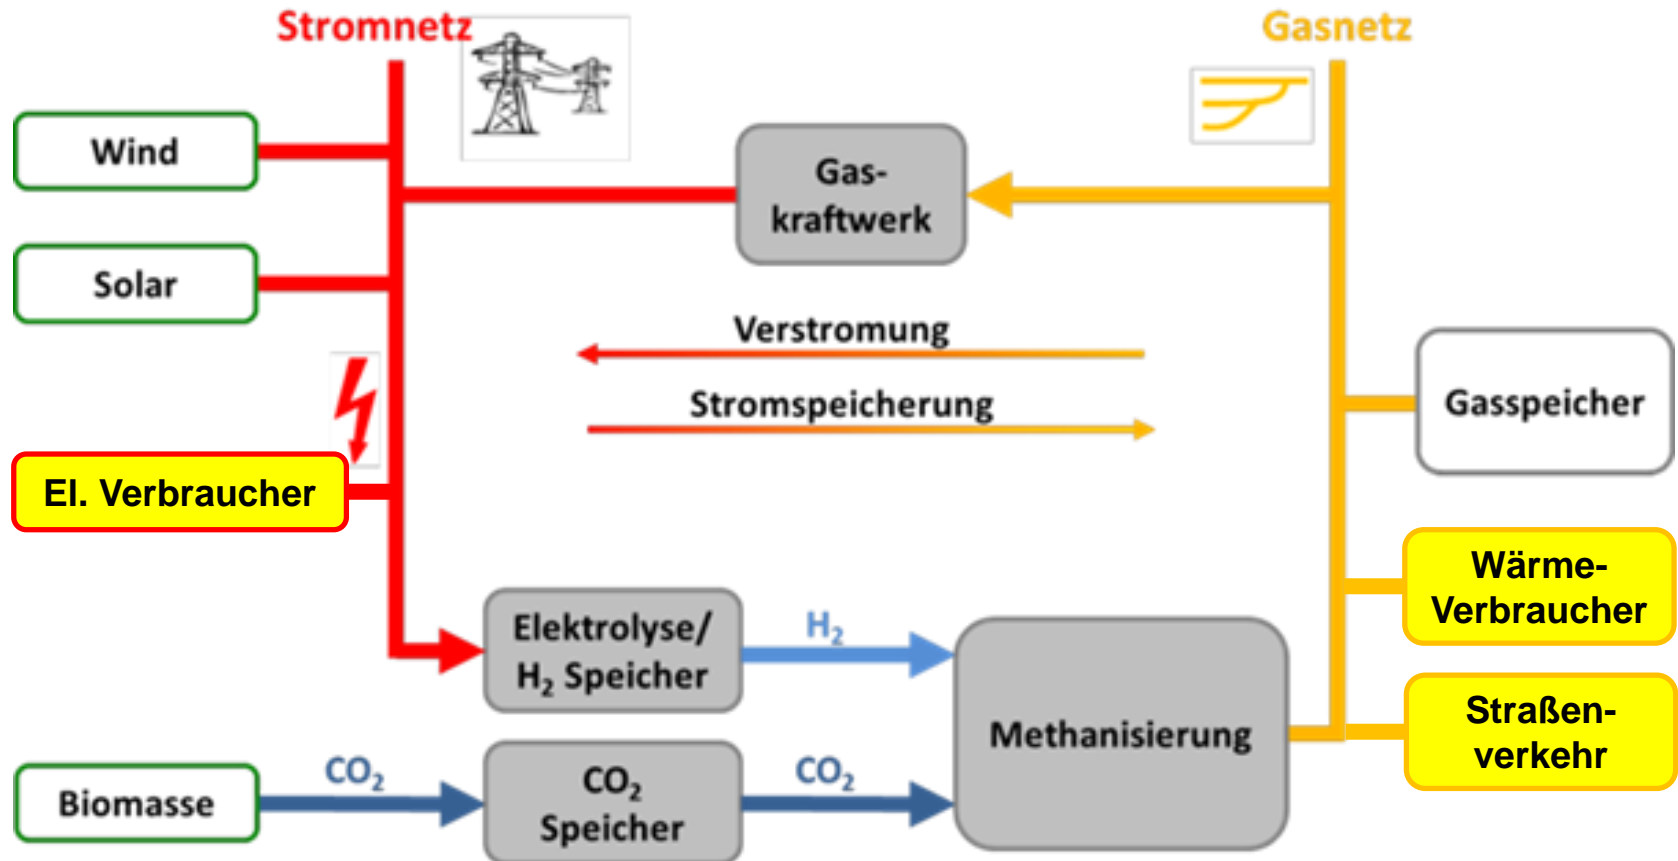 Stromnetz
Gasnetz
Wind
Gas-
kraftwerk
Solar
Verstromung
Stromspeicherung
Gasspeicher
El. Verbraucher
Wärme-
Verbraucher
Elektrolyse/
H₂ Speicher
H₂
Methanisierung
Straßen-
verkehr
Biomasse
CO₂
CO₂
Speicher
CO₂